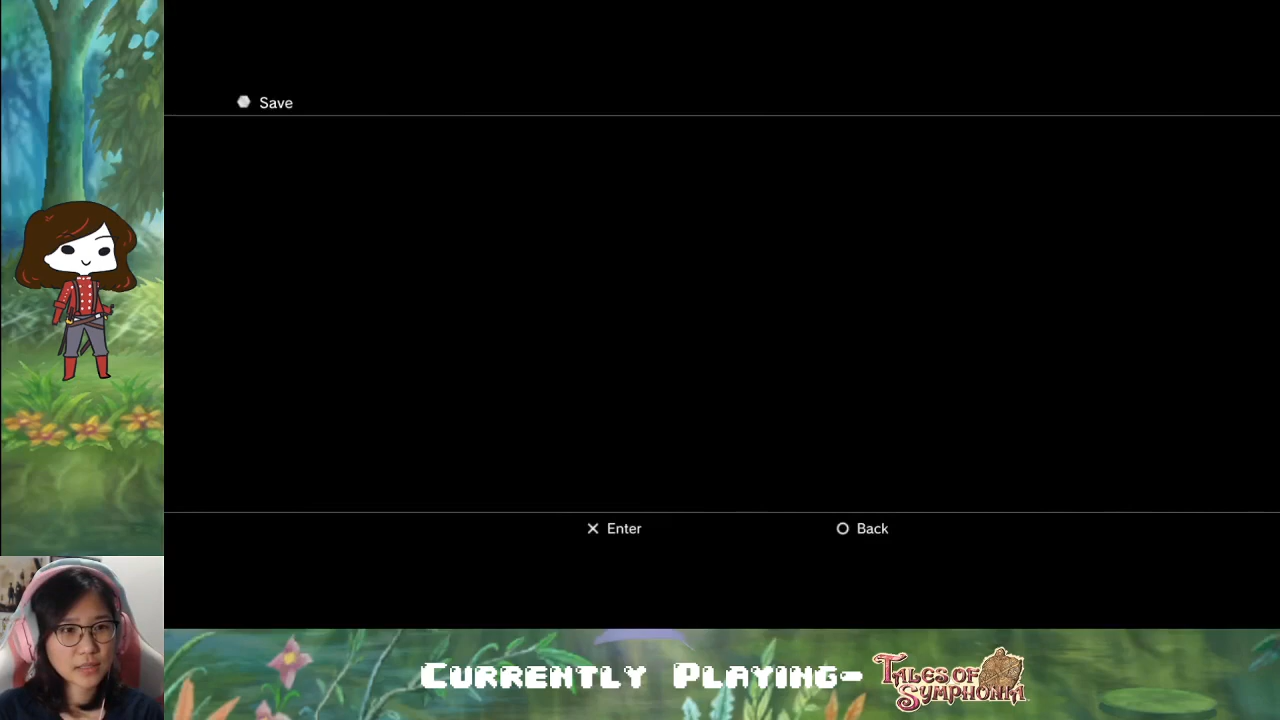 Save
Enter
Back
Currently Playing-
Tales of
Symphonia